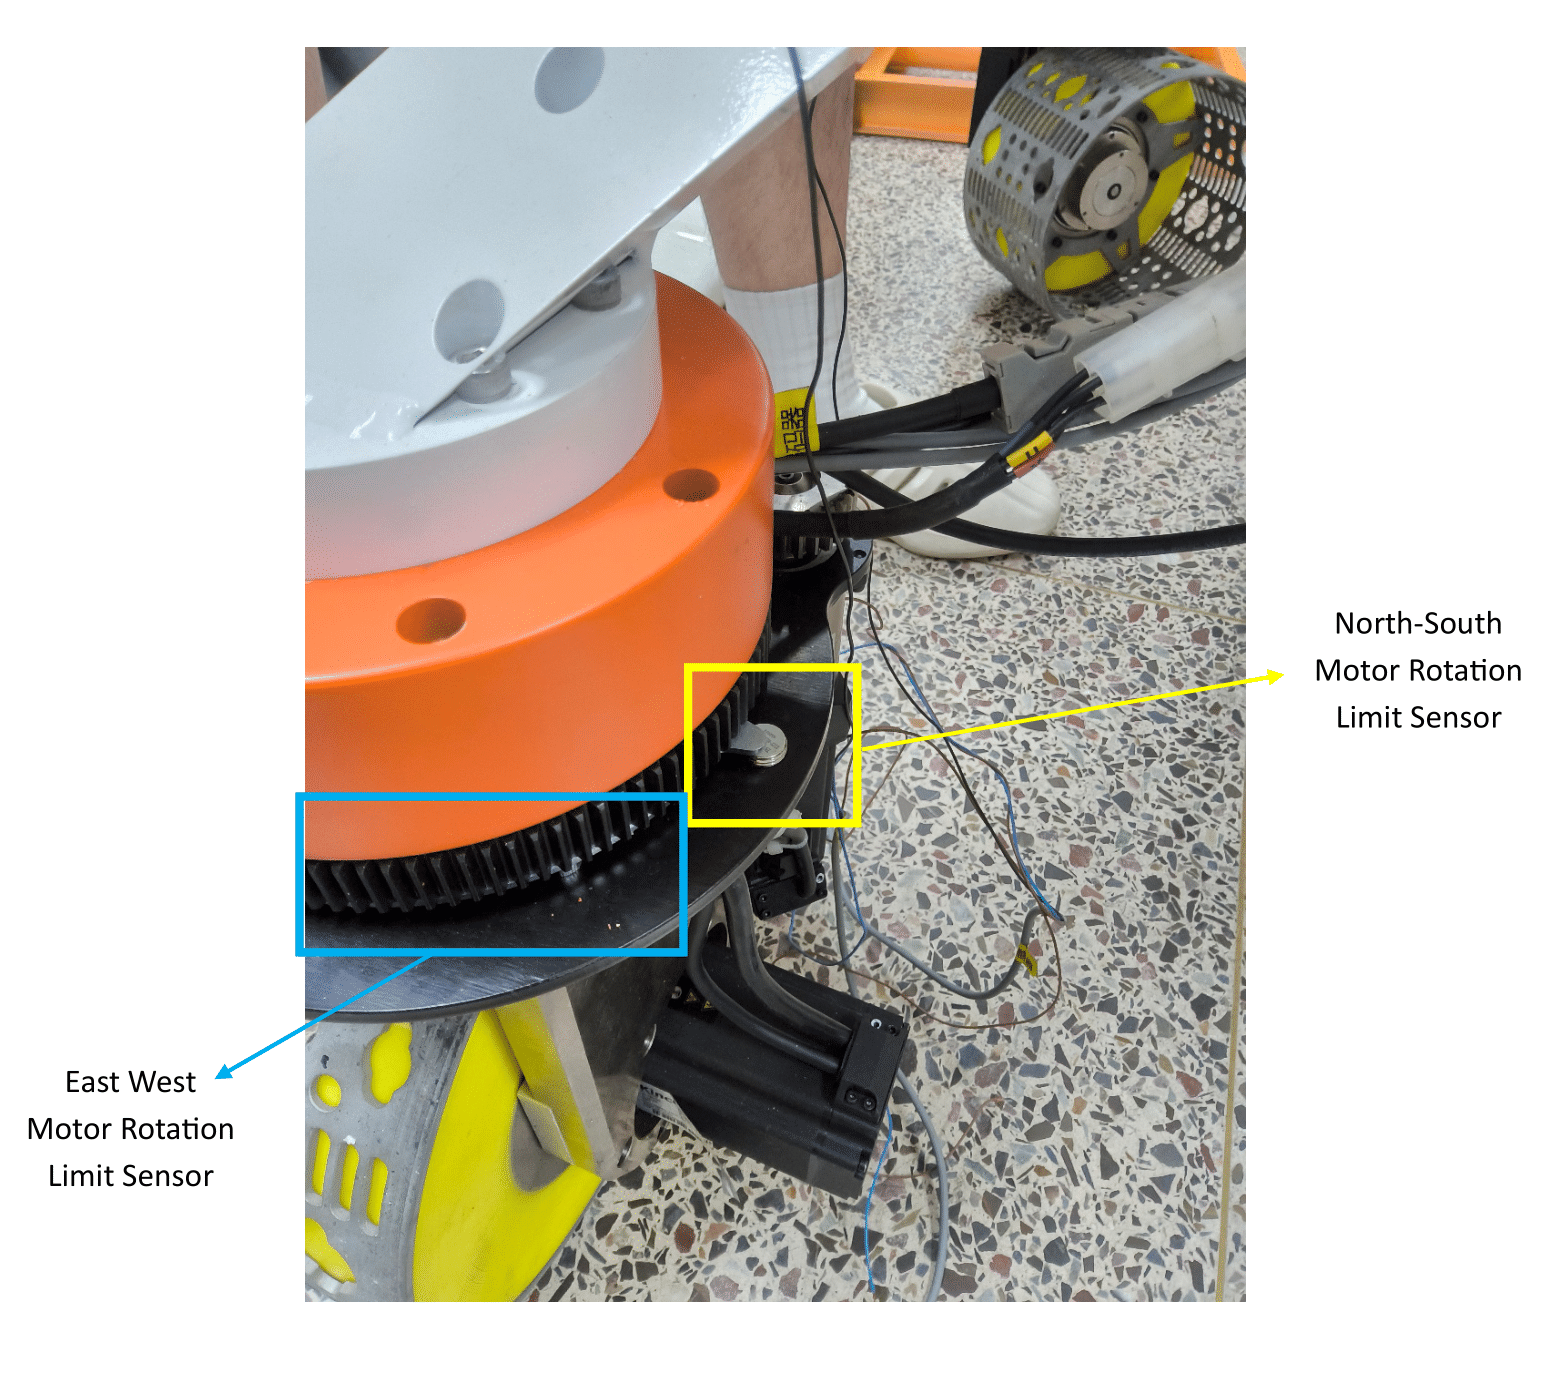 North-South
Motor Rotation
Limit Sensor
East West
Motor Rotation
Limit Sensor